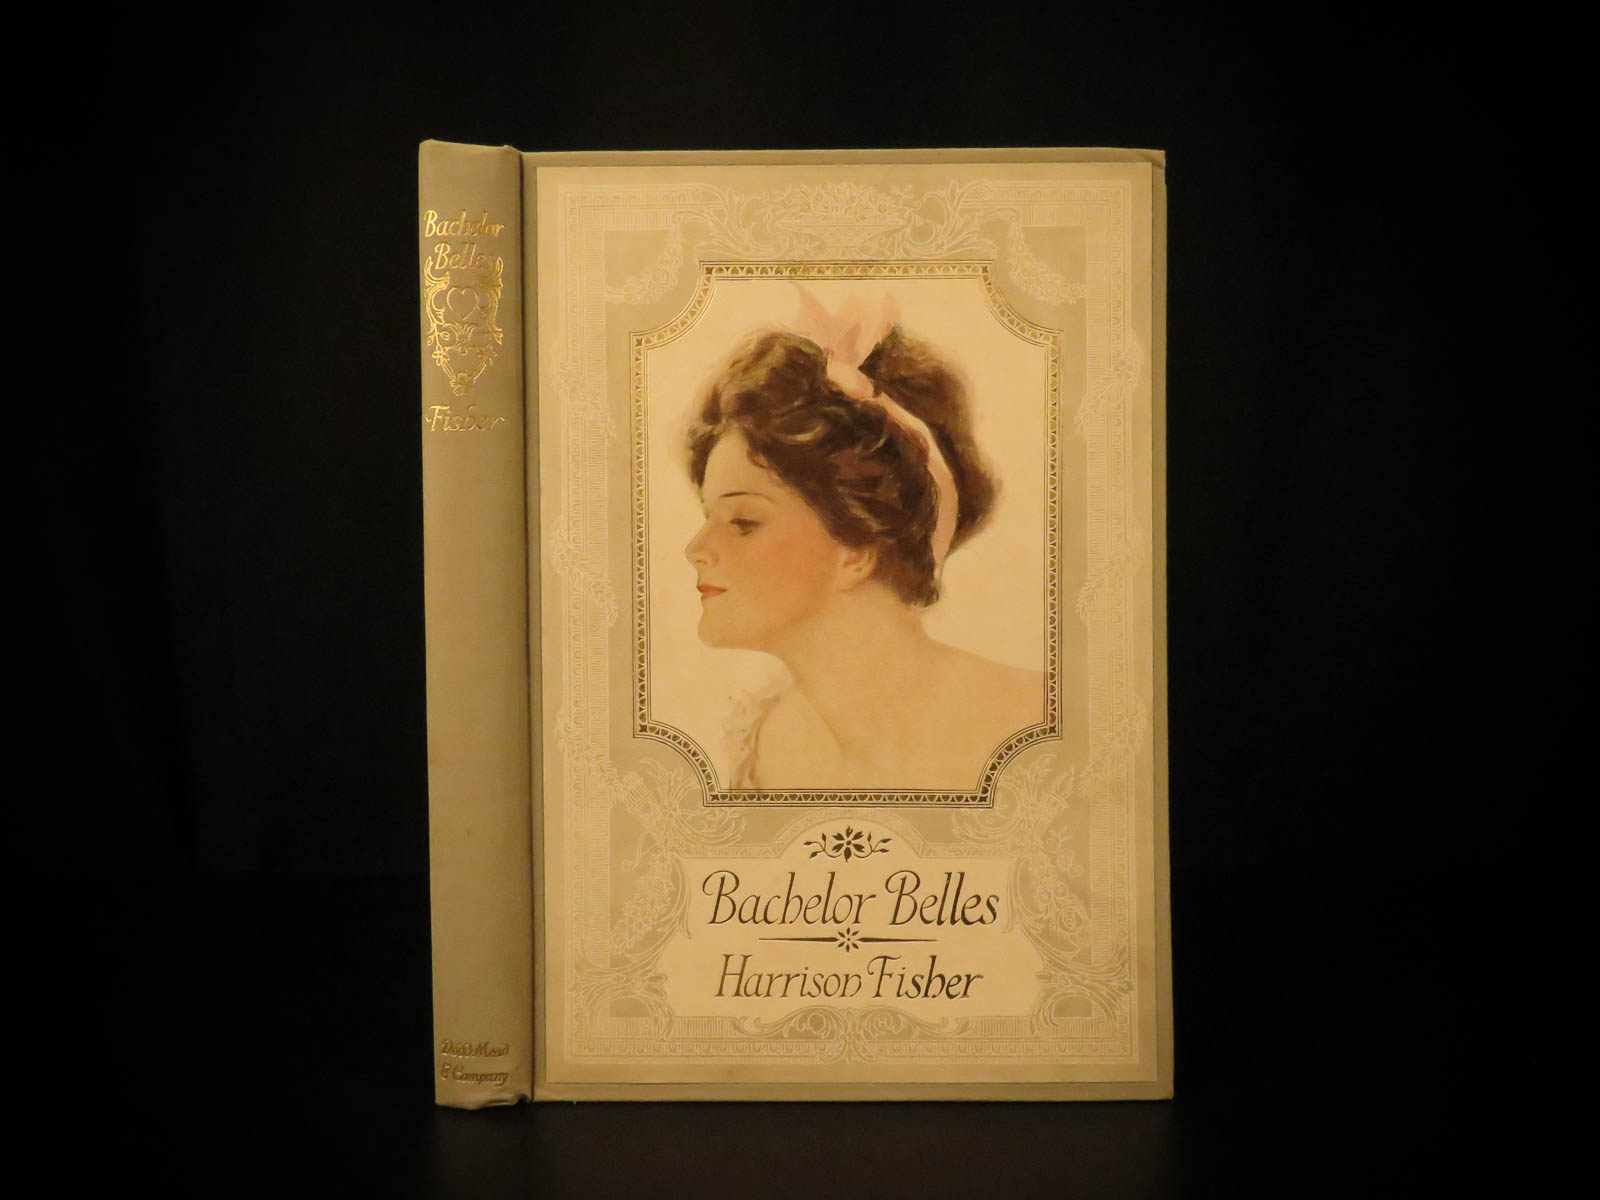 Bachelor
Belles
Fisher
Dodd-Mead
& Company
Bachelor Belles
Harrison Fisher